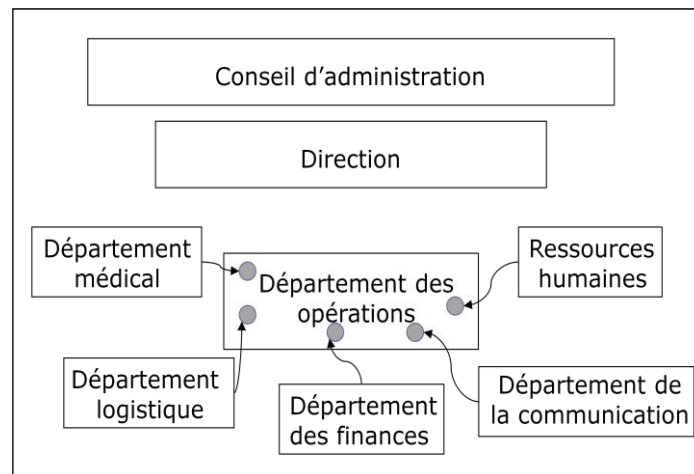 Conseil d'administration
Direction
Département
médical
Département des
opérations
Ressources
humaines
Département
logistique
Département
des finances
Département de
la communication